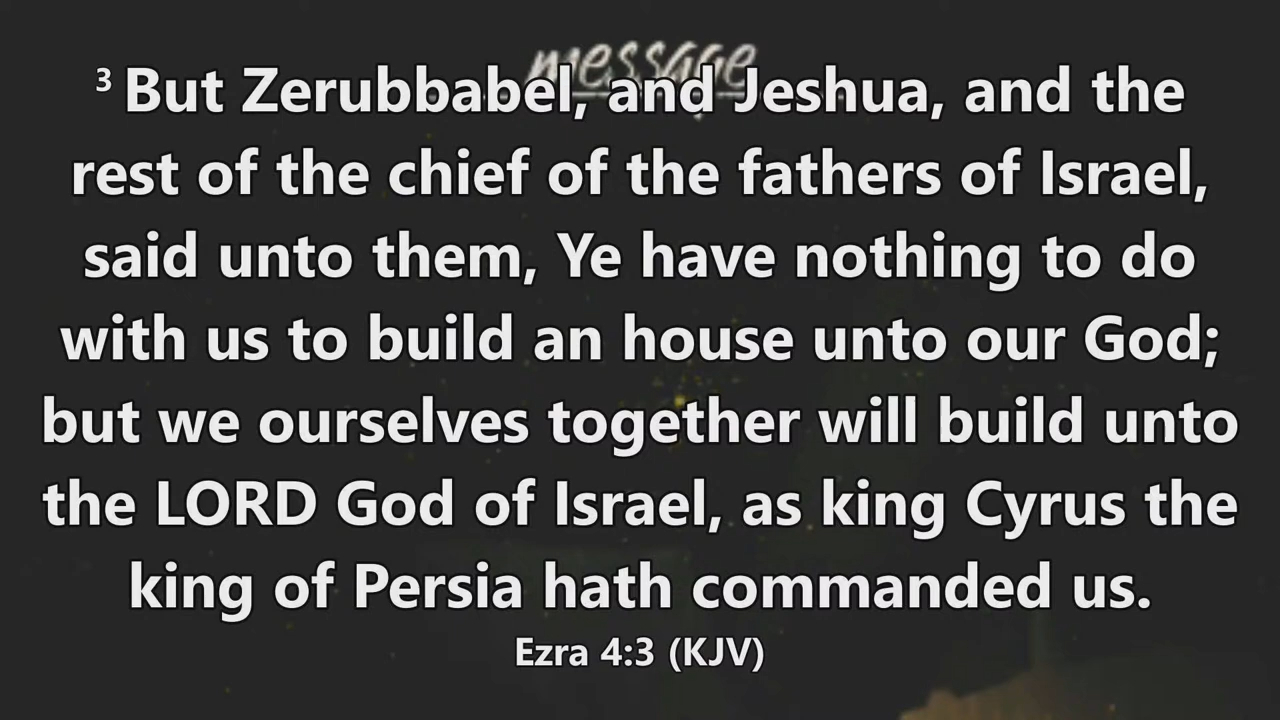 message
3 But Zerubbabel, and Jeshua, and the
rest of the chief of the fathers of Israel,
said unto them, Ye have nothing to do
with us to build an house unto our God;
but we ourselves together will build unto
the LORD God of Israel, as king Cyrus the
king of Persia hath commanded us.
Ezra 4:3 (KJV)